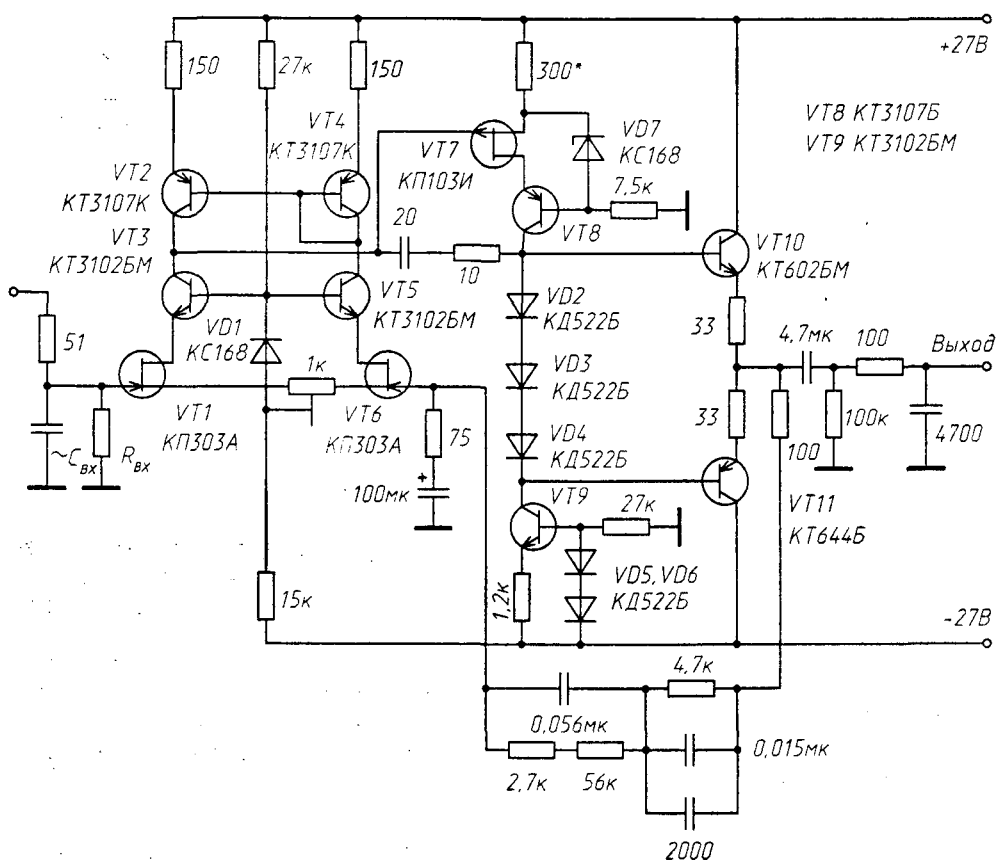 +27В
150
27к
150
300*
VT8 КТ3107Б
VT9 КТ3102БМ
VT4
КТ3107К
VD7
КС168
VT7
КП103И
VT2
КТ3107К
7,5к
VT8
VT3
КТ3102БМ
20
10
VT10
КТ602БМ
VT5
КТ3102БМ
VD2
КД522Б
51
VD1
КС168
33
4,7мк
100
Выход
1к
VD3
КД522Б
VT1
КП303А
VT6
КП303А
75
33
100
100к
4700
~Cвх
Rвх
VD4
КД522Б
+
100мк
VT9
27к
VT11
КТ644Б
15к
1,2к
VD5,VD6
КД522Б
-27В
4,7к
0,056мк
0,015мк
2,7к
56к
2000